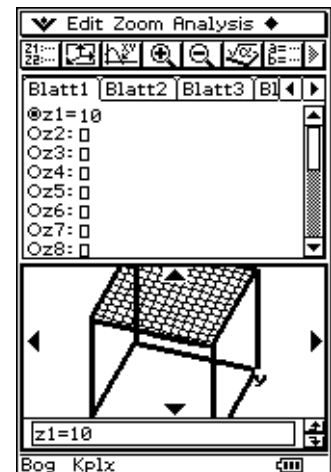 Edit Zoom Analysis
Blatt1 Blatt2 Blatt3 Bl
z1=10
z2:
z3:
z4:
z5:
z6:
z7:
z8:
y
z1=10
Bog Kplx